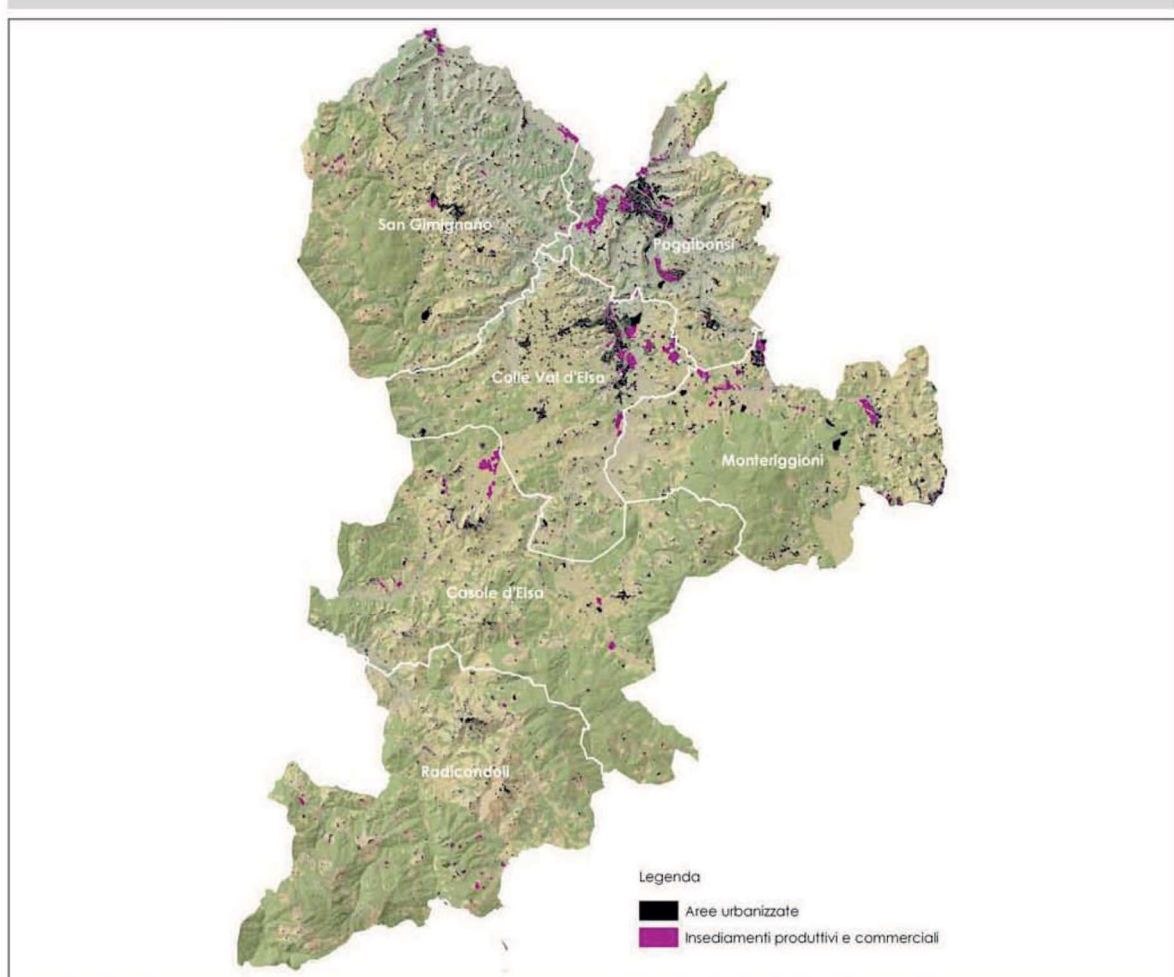 San Gimignano
Poggibonsi
Colle Val d'Elsa
Monteriggioni
Casole d'Elsa
Radicondoli
Legenda
Aree urbanizzate
Insediamenti produttivi e commerciali